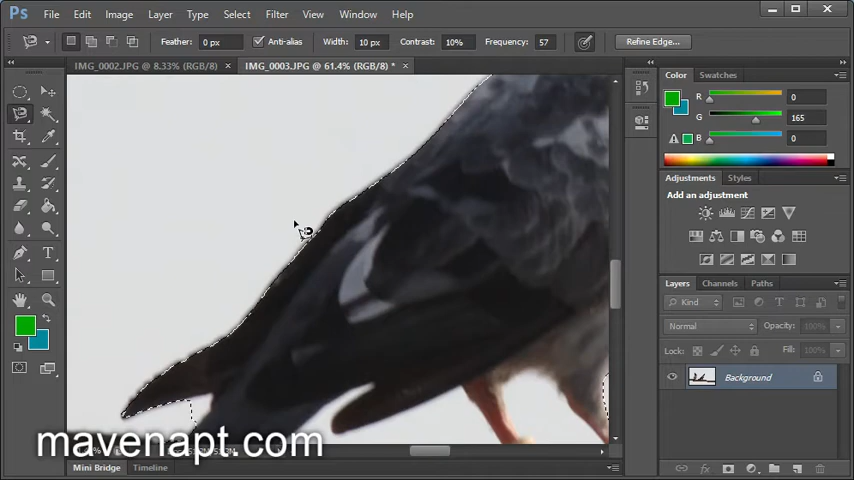 Ps File Edit Image Layer Type Select Filter View Window Help
Feather: 0 px Anti-alias Width: 10 px Contrast: 10% Frequency: 57 Refine Edge...
IMG_0002.JPG @ 8.33% (RGB/8) × IMG_0003.JPG @ 61.4% (RGB/8) * ×
Color Swatches
R 0
G 165
B 0
Adjustments Styles
Add an adjustment
Layers Channels Paths
Kind
Normal Opacity: 100%
Lock: Fill: 100%
Background
mavenapt.com
Mini Bridge Timeline